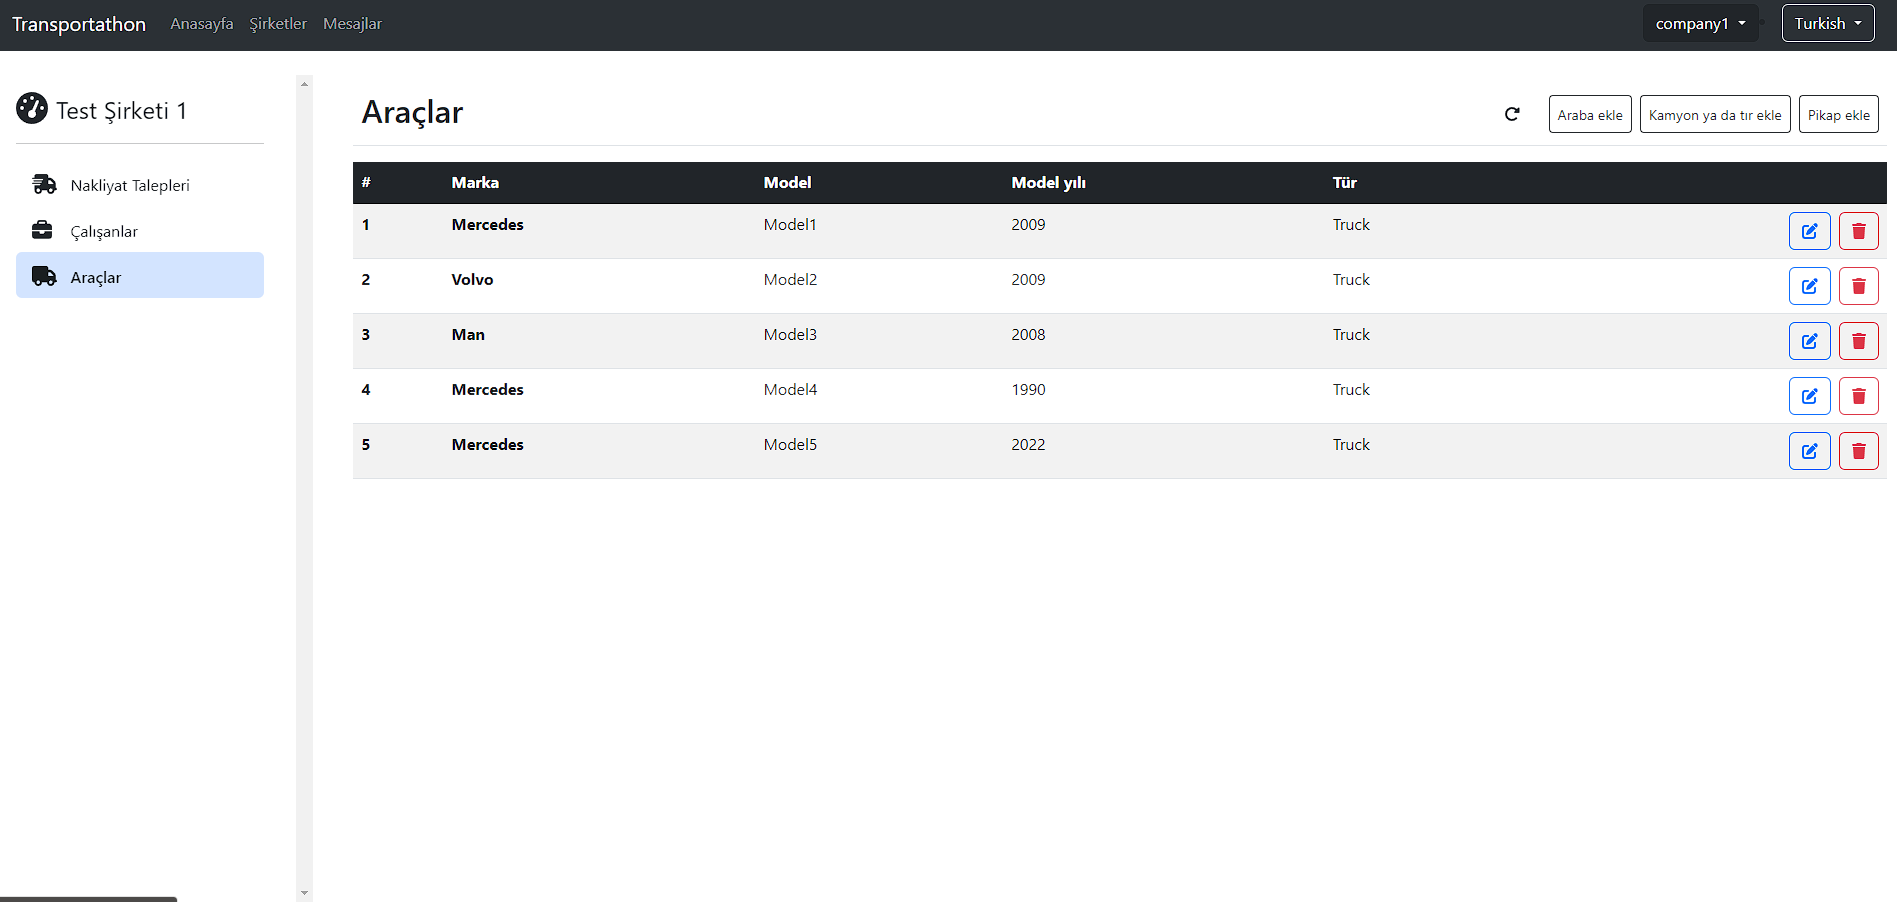 Transportathon Anasayfa Şirketler Mesajlar company1 Turkish
Test Şirketi 1
Nakliyat Talepleri
Çalışanlar
Araçlar
Araçlar Araba ekle Kamyon ya da tır ekle Pikap ekle
# Marka Model Model yılı Tür
1 Mercedes Model1 2009 Truck
2 Volvo Model2 2009 Truck
3 Man Model3 2008 Truck
4 Mercedes Model4 1990 Truck
5 Mercedes Model5 2022 Truck